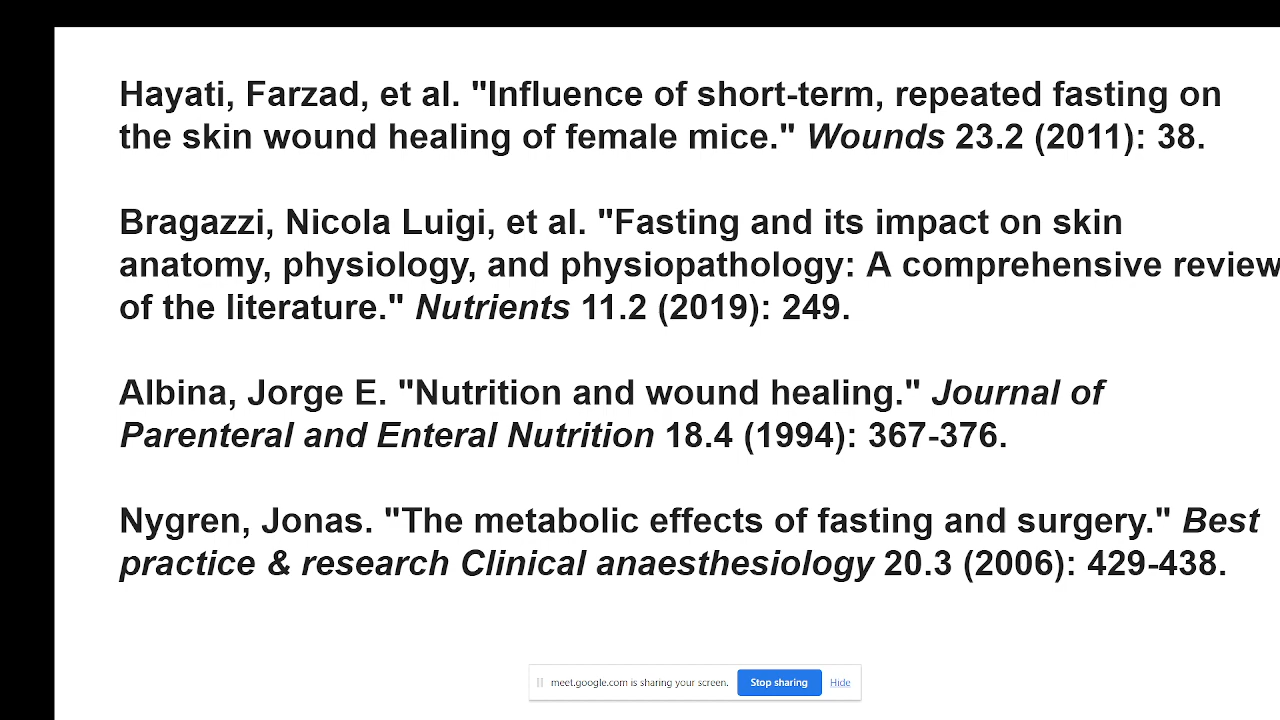 Hayati, Farzad, et al. "Influence of short-term, repeated fasting on
the skin wound healing of female mice." Wounds 23.2 (2011): 38.
Bragazzi, Nicola Luigi, et al. "Fasting and its impact on skin
anatomy, physiology, and physiopathology: A comprehensive review
of the literature." Nutrients 11.2 (2019): 249.
Albina, Jorge E. "Nutrition and wound healing." Journal of
Parenteral and Enteral Nutrition 18.4 (1994): 367-376.
Nygren, Jonas. "The metabolic effects of fasting and surgery." Best
practice & research Clinical anaesthesiology 20.3 (2006): 429-438.
meet.google.com is sharing your screen. Stop sharing Hide